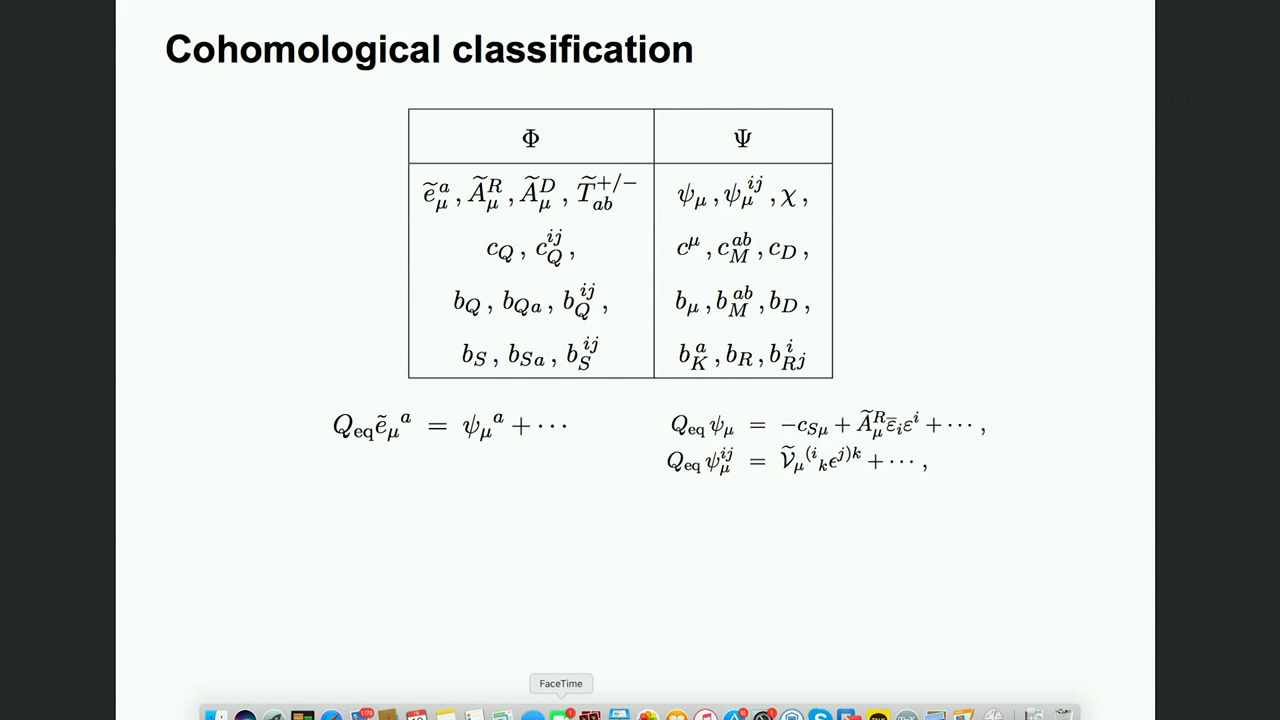 Cohomological classification
Φ Ψ
ẽ_μ^a , Ã_μ^R , Ã_μ^D , T̃_ab^{+/−} ψ_μ , ψ_μ^{ij} , χ ,
c_Q , c_Q^{ij} , c^μ , c_M^{ab} , c_D ,
b_Q , b_{Qa} , b_Q^{ij} , b_μ , b_M^{ab} , b_D ,
b_S , b_{Sa} , b_S^{ij} b_K^a , b_R , b_{Rj}^i
Q_eq ẽ_μ^a = ψ_μ^a + ⋯ Q_eq ψ_μ = −c_{Sμ} + Ã_μ^R ε̅_i ε^i + ⋯ ,
Q_eq ψ_μ^{ij} = Ṽ_μ^{(i}_k ϵ^{j)k} + ⋯ ,
FaceTime